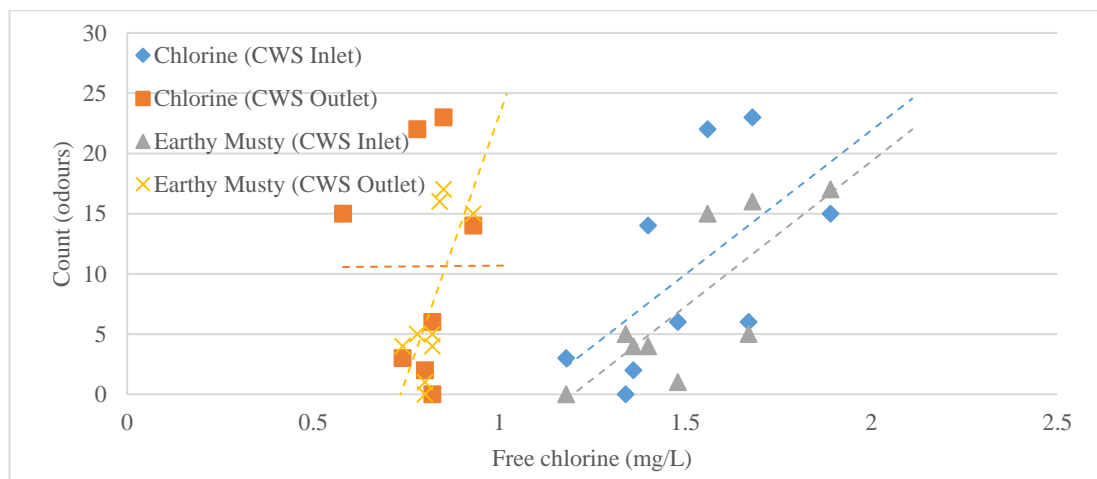 30
25
20
15
10
5
0
Count (odours)
Chlorine (CWS Inlet)
Chlorine (CWS Outlet)
Earthy Musty (CWS Inlet)
Earthy Musty (CWS Outlet)
0 0.5 1 1.5 2 2.5
Free chlorine (mg/L)